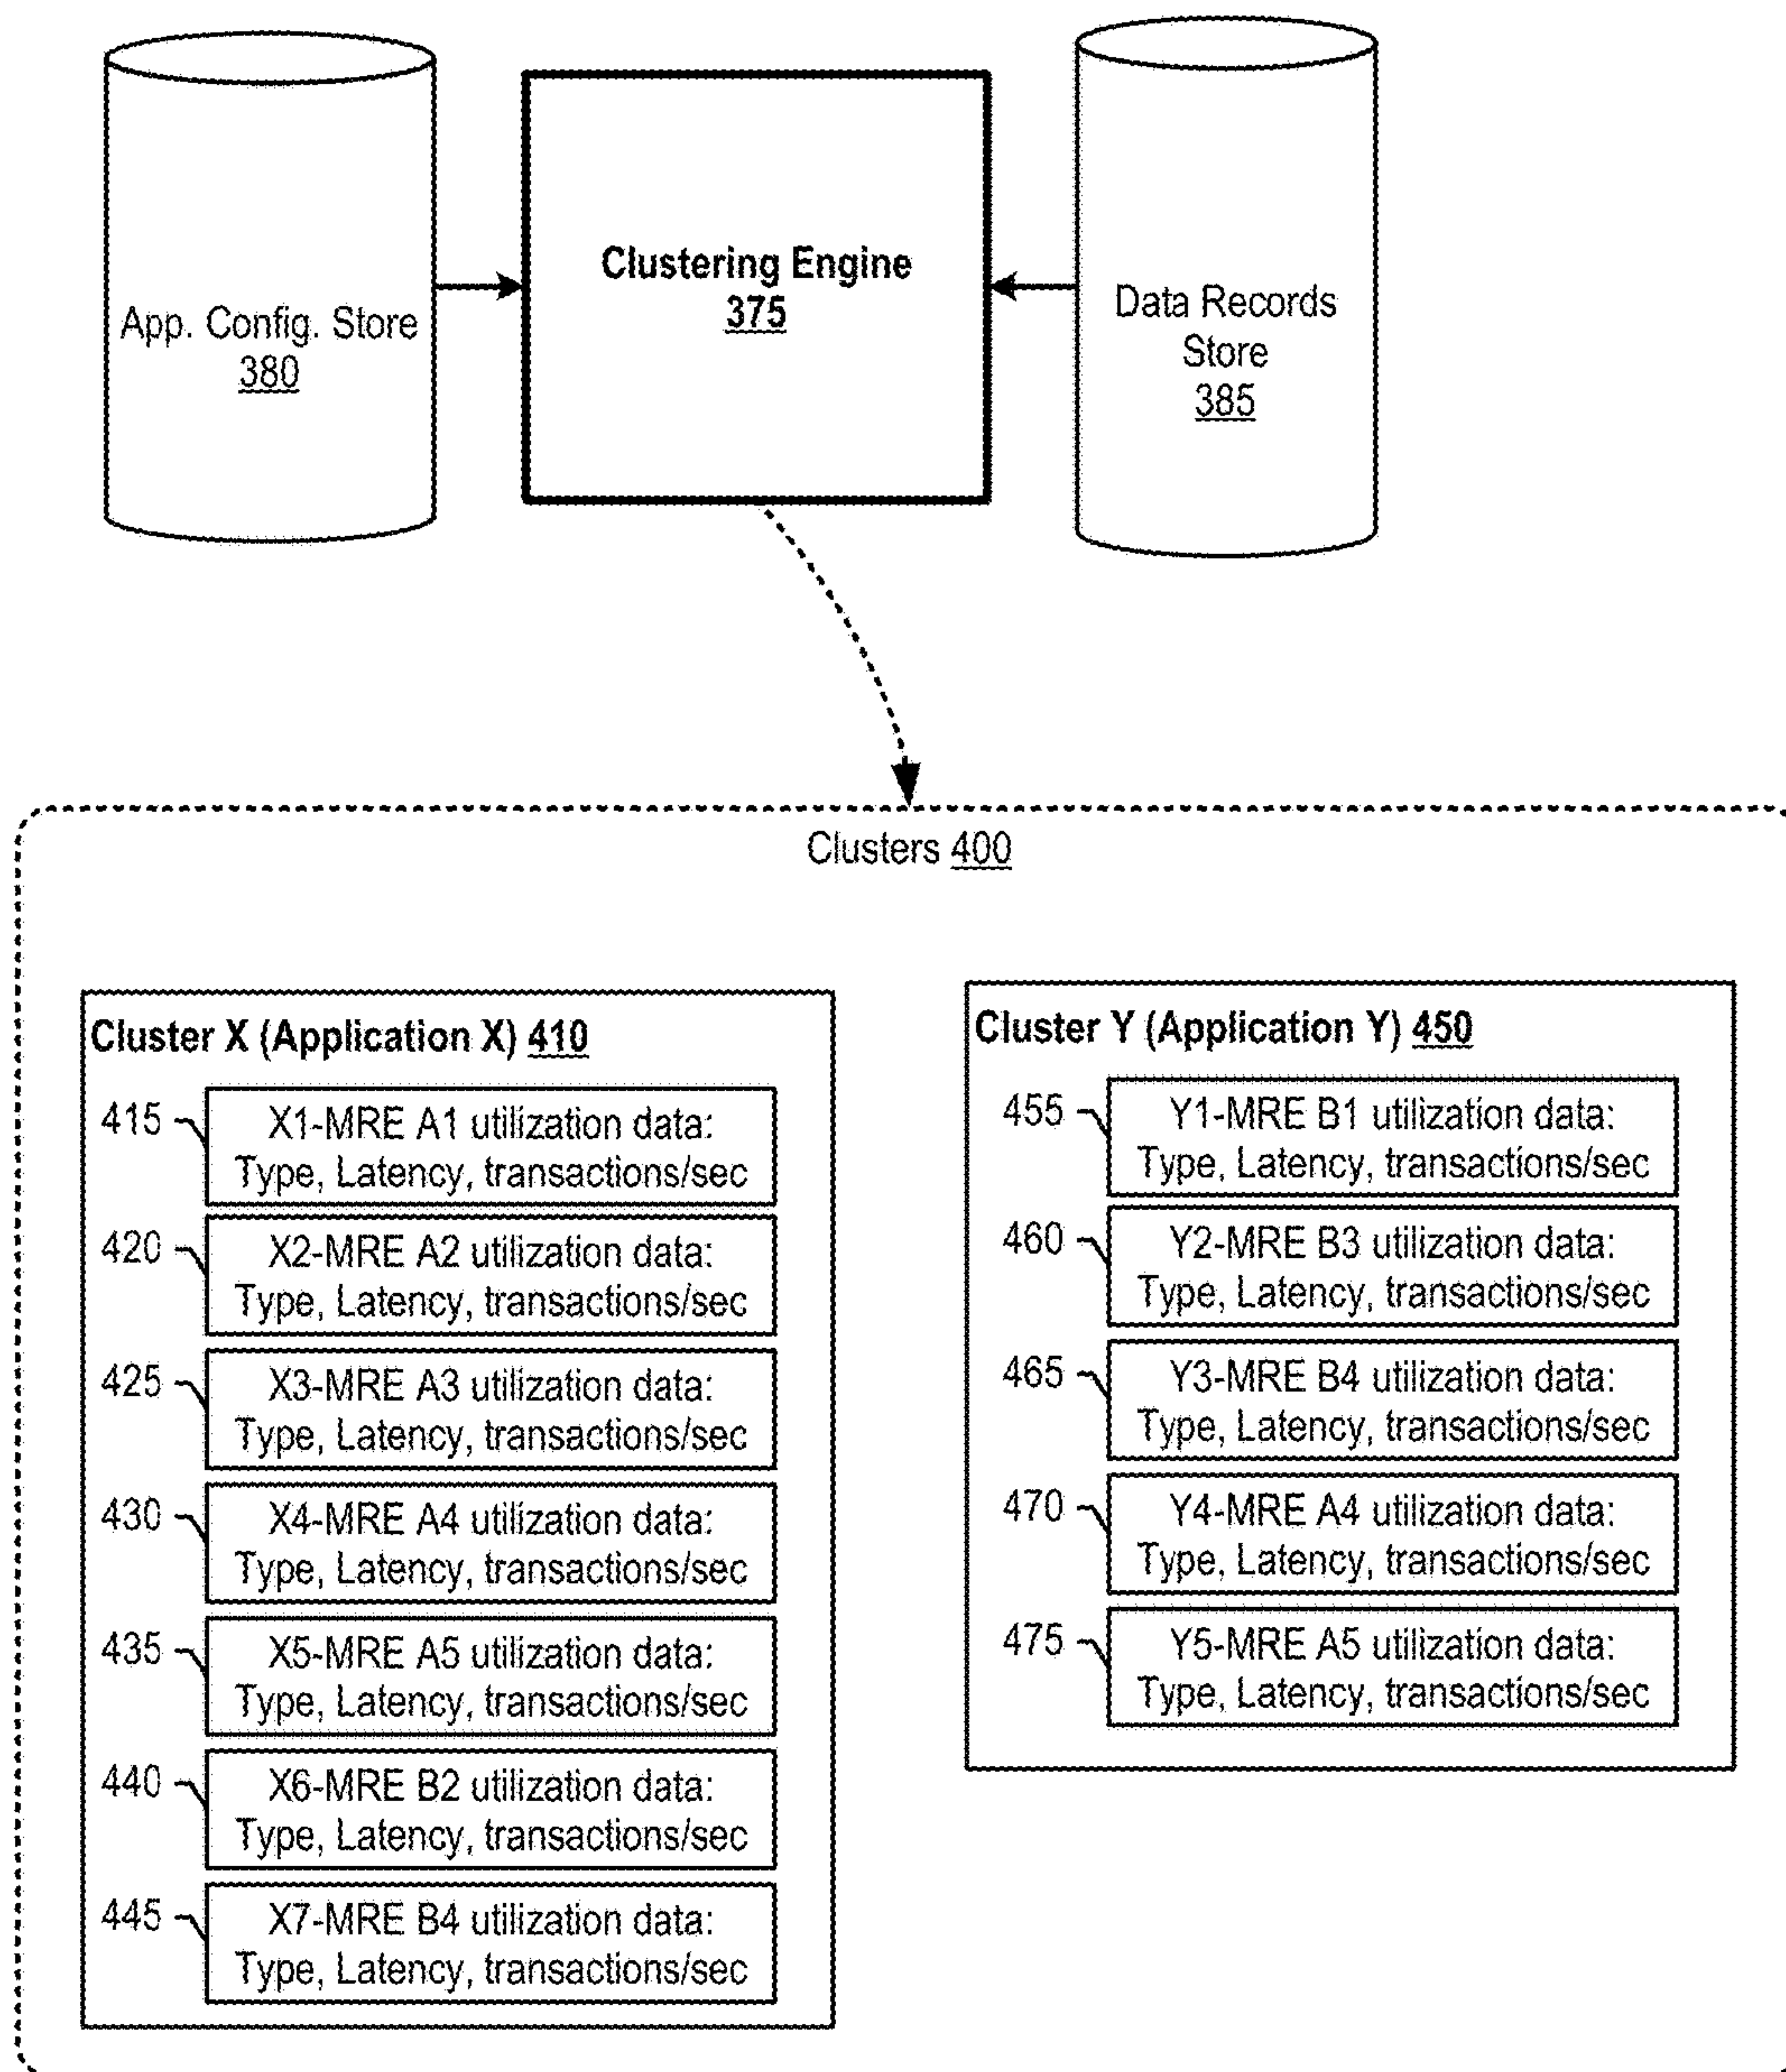 App. Config. Store
380
Clustering Engine
375
Data Records
Store
385
Clusters 400
Cluster X (Application X) 410
415
X1-MRE A1 utilization data:
Type, Latency, transactions/sec
420
X2-MRE A2 utilization data:
Type, Latency, transactions/sec
425
X3-MRE A3 utilization data:
Type, Latency, transactions/sec
430
X4-MRE A4 utilization data:
Type, Latency, transactions/sec
435
X5-MRE A5 utilization data:
Type, Latency, transactions/sec
440
X6-MRE B2 utilization data:
Type, Latency, transactions/sec
445
X7-MRE B4 utilization data:
Type, Latency, transactions/sec
Cluster Y (Application Y) 450
455
Y1-MRE B1 utilization data:
Type, Latency, transactions/sec
460
Y2-MRE B3 utilization data:
Type, Latency, transactions/sec
465
Y3-MRE B4 utilization data:
Type, Latency, transactions/sec
470
Y4-MRE A4 utilization data:
Type, Latency, transactions/sec
475
Y5-MRE A5 utilization data:
Type, Latency, transactions/sec